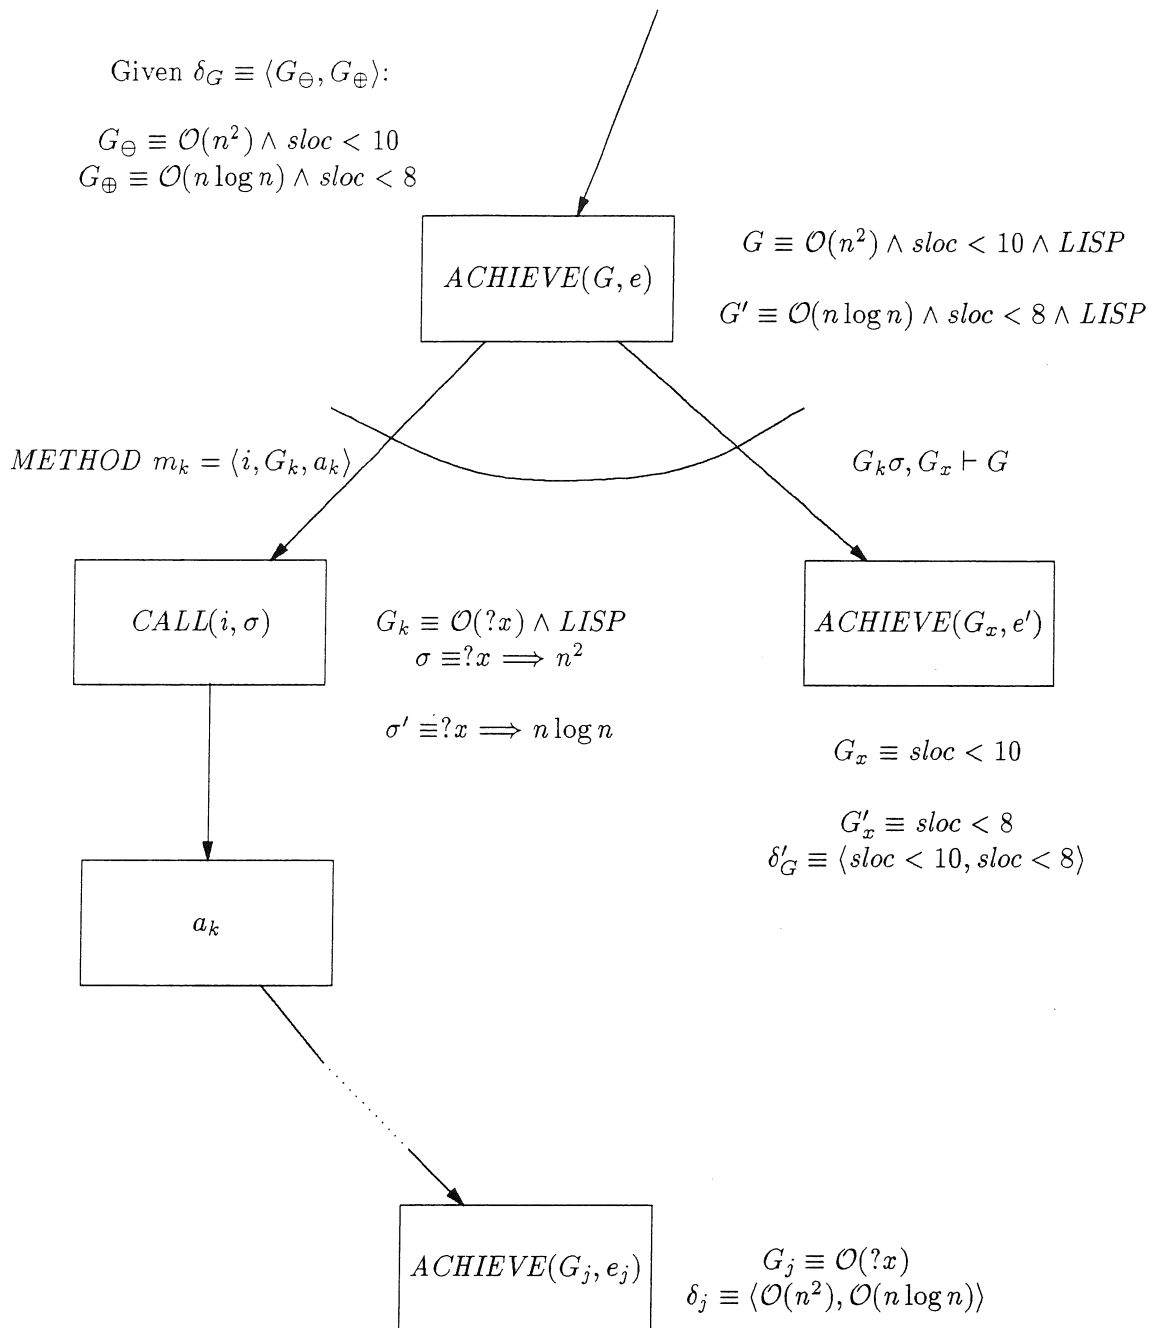 Given δ_G ≡ ⟨G_⊖, G_⊕⟩:
G_⊖ ≡ 𝒪(n²) ∧ sloc < 10
G_⊕ ≡ 𝒪(n log n) ∧ sloc < 8
ACHIEVE(G, e)
G ≡ 𝒪(n²) ∧ sloc < 10 ∧ LISP
G′ ≡ 𝒪(n log n) ∧ sloc < 8 ∧ LISP
METHOD m_k = ⟨i, G_k, a_k⟩
G_kσ, G_x ⊢ G
CALL(i, σ)
G_k ≡ 𝒪(?x) ∧ LISP
σ ≡?x ⟹ n²
σ′ ≡?x ⟹ n log n
ACHIEVE(G_x, e′)
G_x ≡ sloc < 10
G′_x ≡ sloc < 8
δ′_G ≡ ⟨sloc < 10, sloc < 8⟩
a_k
ACHIEVE(G_j, e_j)
G_j ≡ 𝒪(?x)
δ_j ≡ ⟨𝒪(n²), 𝒪(n log n)⟩